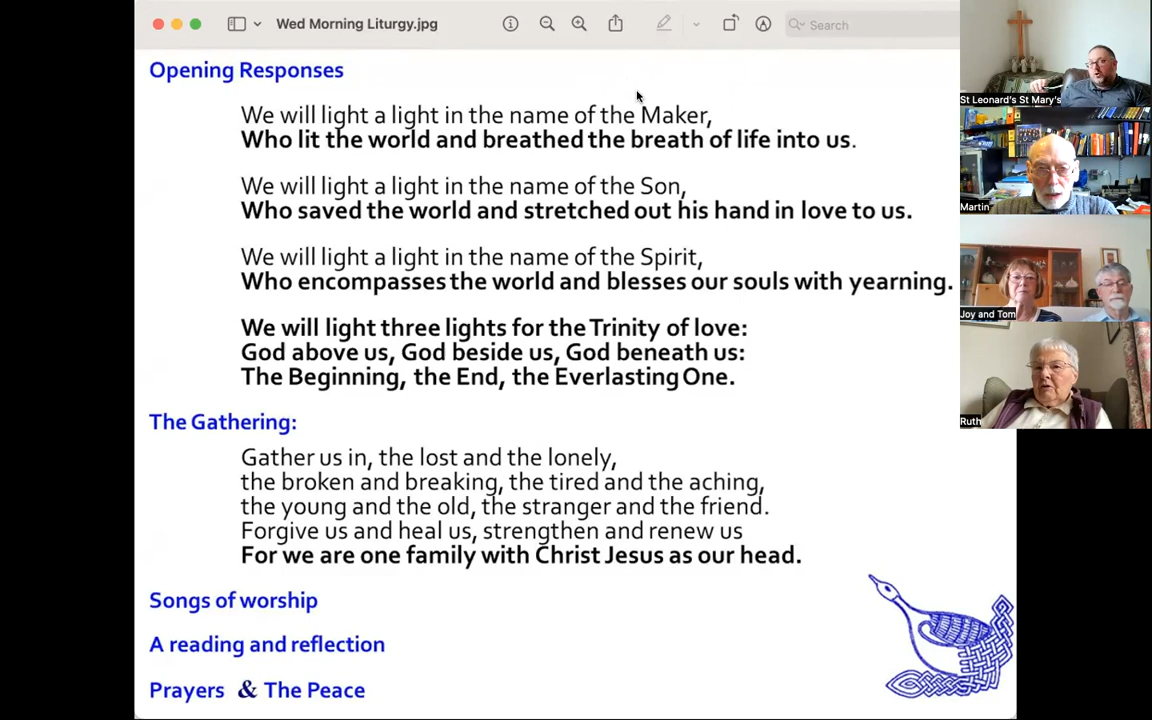 Wed Morning Liturgy.jpg
Search
Opening Responses
We will light a light in the name of the Maker,
Who lit the world and breathed the breath of life into us.
We will light a light in the name of the Son,
Who saved the world and stretched out his hand in love to us.
We will light a light in the name of the Spirit,
Who encompasses the world and blesses our souls with yearning.
We will light three lights for the Trinity of love:
God above us, God beside us, God beneath us:
The Beginning, the End, the Everlasting One.
The Gathering:
Gather us in, the lost and the lonely,
the broken and breaking, the tired and the aching,
the young and the old, the stranger and the friend.
Forgive us and heal us, strengthen and renew us
For we are one family with Christ Jesus as our head.
Songs of worship
A reading and reflection
Prayers & The Peace
St Leonard's St Mary's
Martin
Joy and Tom
Ruth